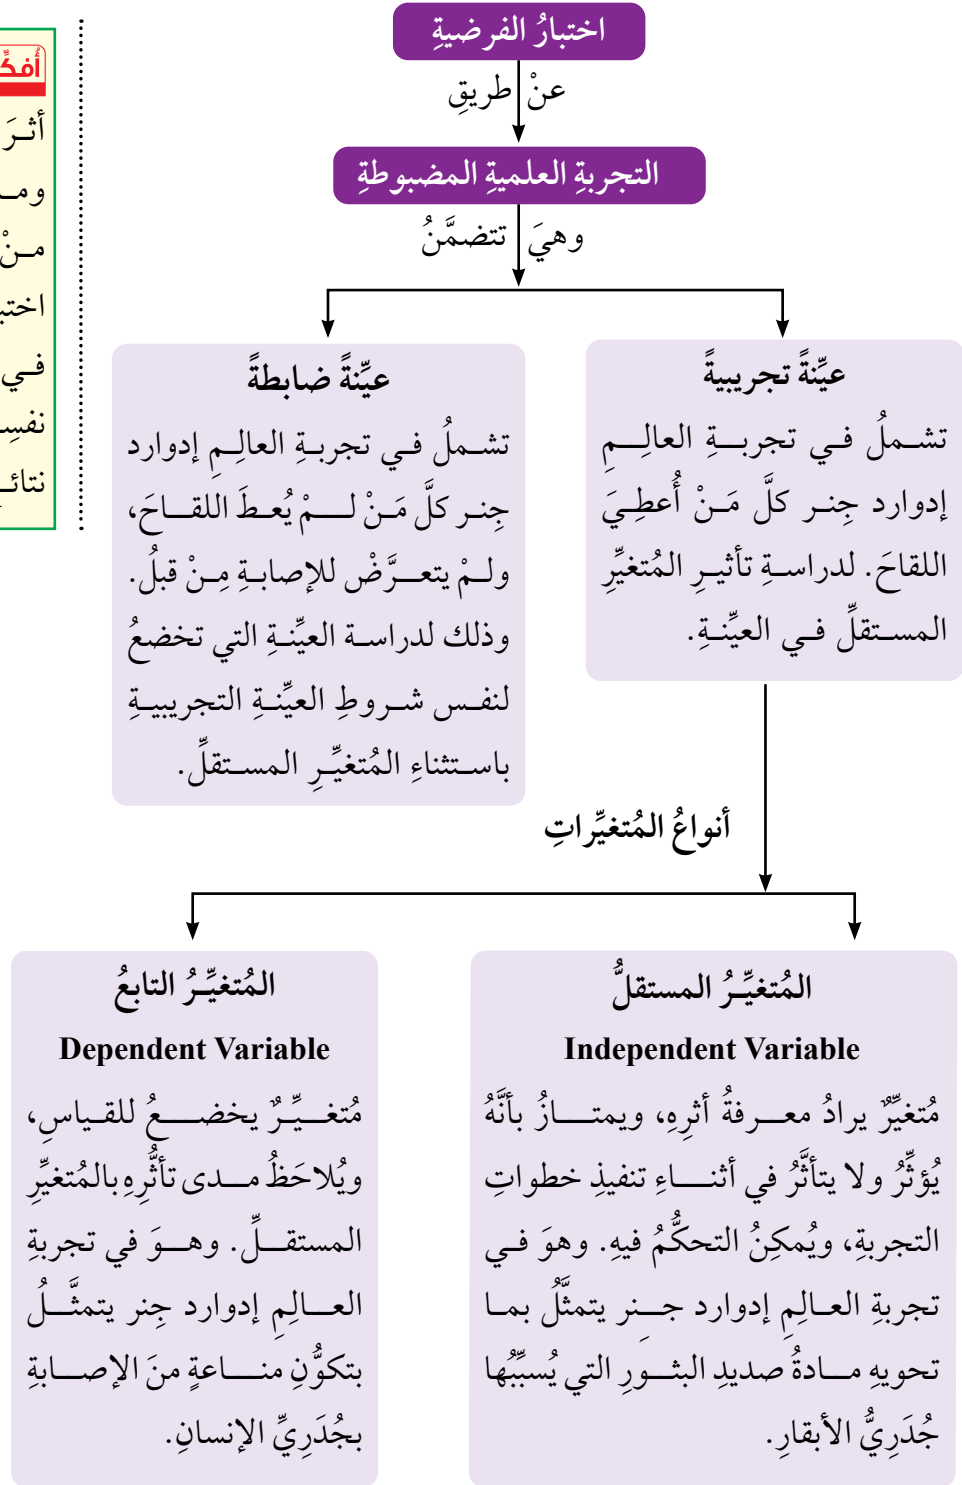 اختبارُ الفرضيةِ
عنْ طريقِ
التجربةِ العلميةِ المضبوطةِ
وهيَ تتضمَّنُ
عيِّنةً تجريبيةً
تشملُ في تجربةِ العالِمِ
إدوارد جِنر كلَّ مَنْ أُعطِيَ
اللقاحَ. لدراسةِ تأثيرِ المُتغيِّرِ
المستقلِّ في العيِّنةِ.
عيِّنةً ضابطةً
تشملُ في تجربةِ العالِمِ إدوارد
جِنر كلَّ مَنْ لمْ يُعطَ اللقاحَ،
ولمْ يتعرَّضْ للإصابةِ مِنْ قبلُ.
وذلك لدراسة العيِّنةِ التي تخضعُ
لنفس شروطِ العيِّنةِ التجريبيةِ
باستثناءِ المُتغيِّرِ المستقلِّ.
أنواعُ المُتغيِّراتِ
المُتغيِّرُ المستقلُّ
Independent Variable
مُتغيِّرٌ يرادُ معرفةُ أثرِهِ، ويمتازُ بأنَّهُ
يُؤثِّرُ ولا يتأثَّرُ في أثناءِ تنفيذِ خطواتِ
التجربةِ، ويُمكِنُ التحكُّمُ فيهِ. وهوَ في
تجربةِ العالِمِ إدوارد جِنر يتمثَّلُ بما
تحويهِ مادةُ صديدِ البثورِ التي يُسبِّبُها
جُدَرِيُّ الأبقارِ.
المُتغيِّرُ التابعُ
Dependent Variable
مُتغيِّرٌ يخضعُ للقياسِ،
ويُلاحَظُ مدى تأثُّرِهِ بالمُتغيِّرِ
المستقلِّ. وهوَ في تجربةِ
العالِمِ إدوارد جِنر يتمثَّلُ
بتكوُّنِ مناعةٍ منَ الإصابةِ
بجُدَرِيِّ الإنسانِ.
أثرَ
منْ
في